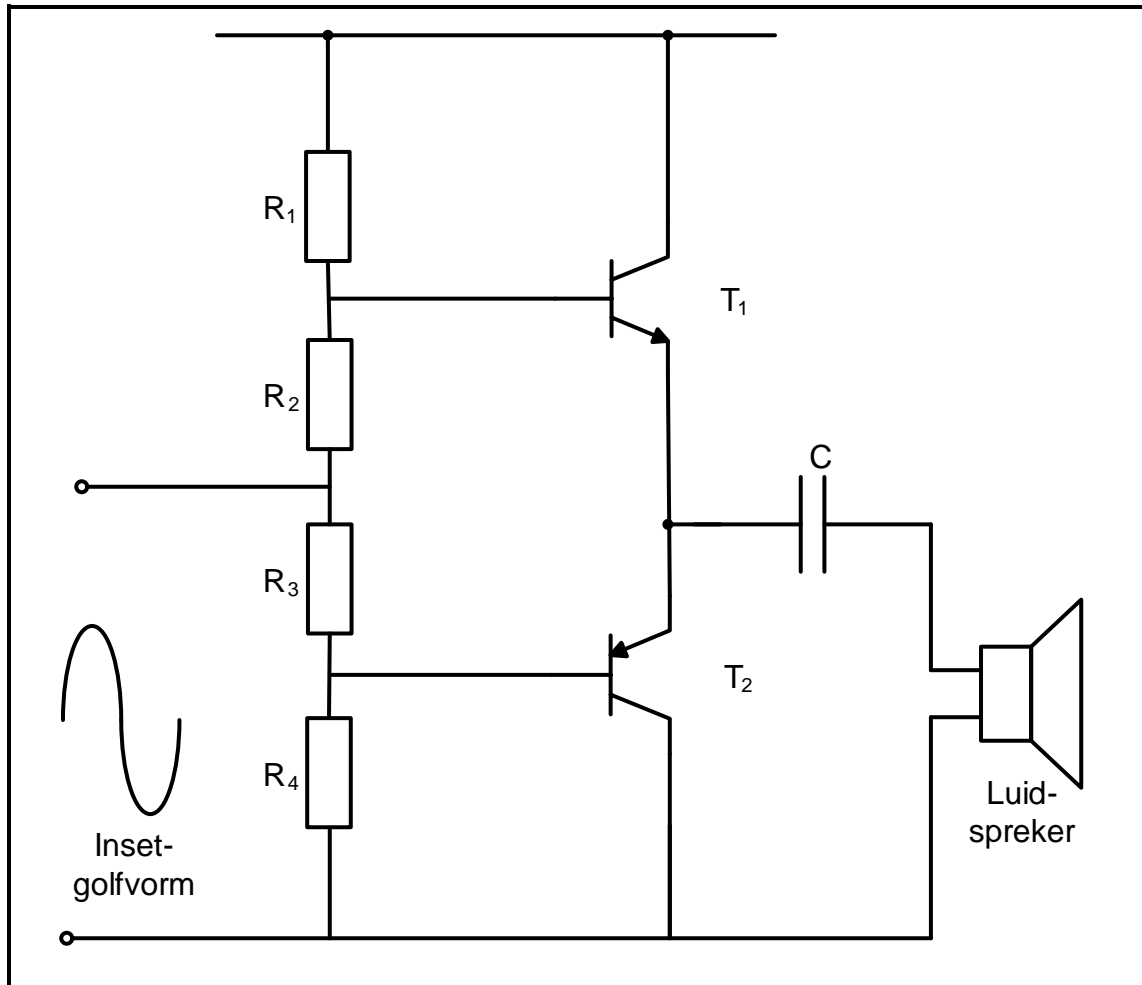 R₁
T₁
R₂
C
R₃
T₂
R₄
Luid-
spreker
Inset-
golfvorm